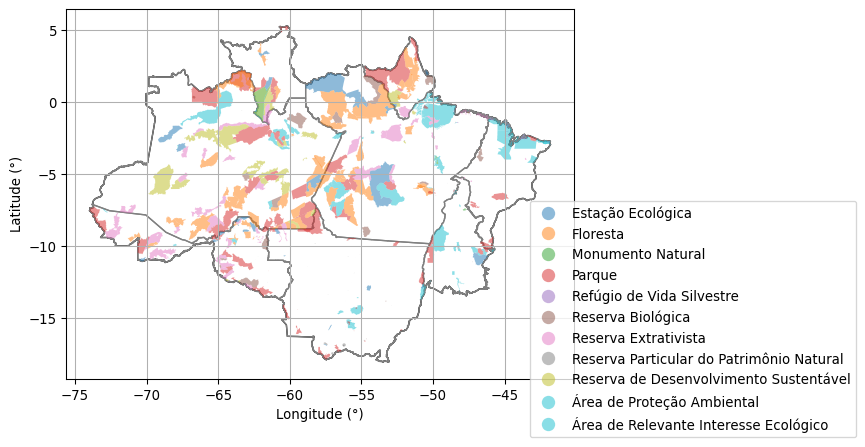 5
0
−5
−10
−15
Latitude (°)
−75
−70
−65
−60
−55
−50
−45
Longitude (°)
Estação Ecológica
Floresta
Monumento Natural
Parque
Refúgio de Vida Silvestre
Reserva Biológica
Reserva Extrativista
Reserva Particular do Patrimônio Natural
Reserva de Desenvolvimento Sustentável
Área de Proteção Ambiental
Área de Relevante Interesse Ecológico